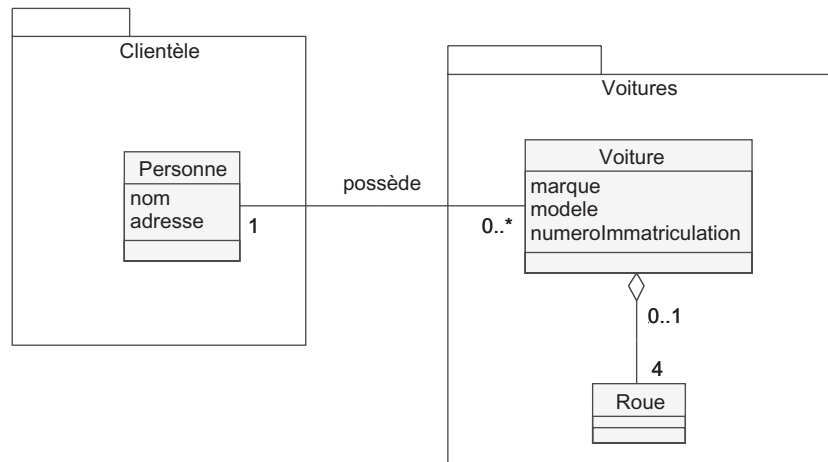 Clientèle
Voitures
Personne
nom
adresse
1
possède
0..*
Voiture
marque
modele
numeroImmatriculation
0..1
4
Roue